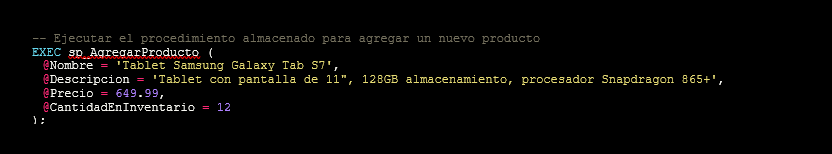 -- Ejecutar el procedimiento almacenado para agregar un nuevo producto
EXEC sp_AgregarProducto (
@Nombre = 'Tablet Samsung Galaxy Tab S7',
@Descripcion = 'Tablet con pantalla de 11", 128GB almacenamiento, procesador Snapdragon 865+',
@Precio = 649.99,
@CantidadEnInventario = 12
);